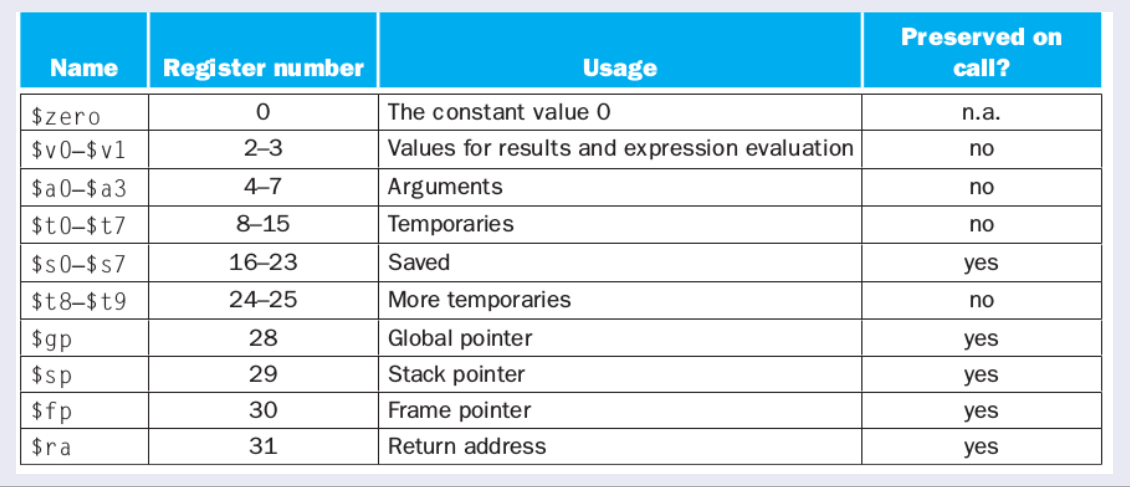 Name Register number Usage Preserved on call?
$zero 0 The constant value 0 n.a.
$v0–$v1 2–3 Values for results and expression evaluation no
$a0–$a3 4–7 Arguments no
$t0–$t7 8–15 Temporaries no
$s0–$s7 16–23 Saved yes
$t8–$t9 24–25 More temporaries no
$gp 28 Global pointer yes
$sp 29 Stack pointer yes
$fp 30 Frame pointer yes
$ra 31 Return address yes